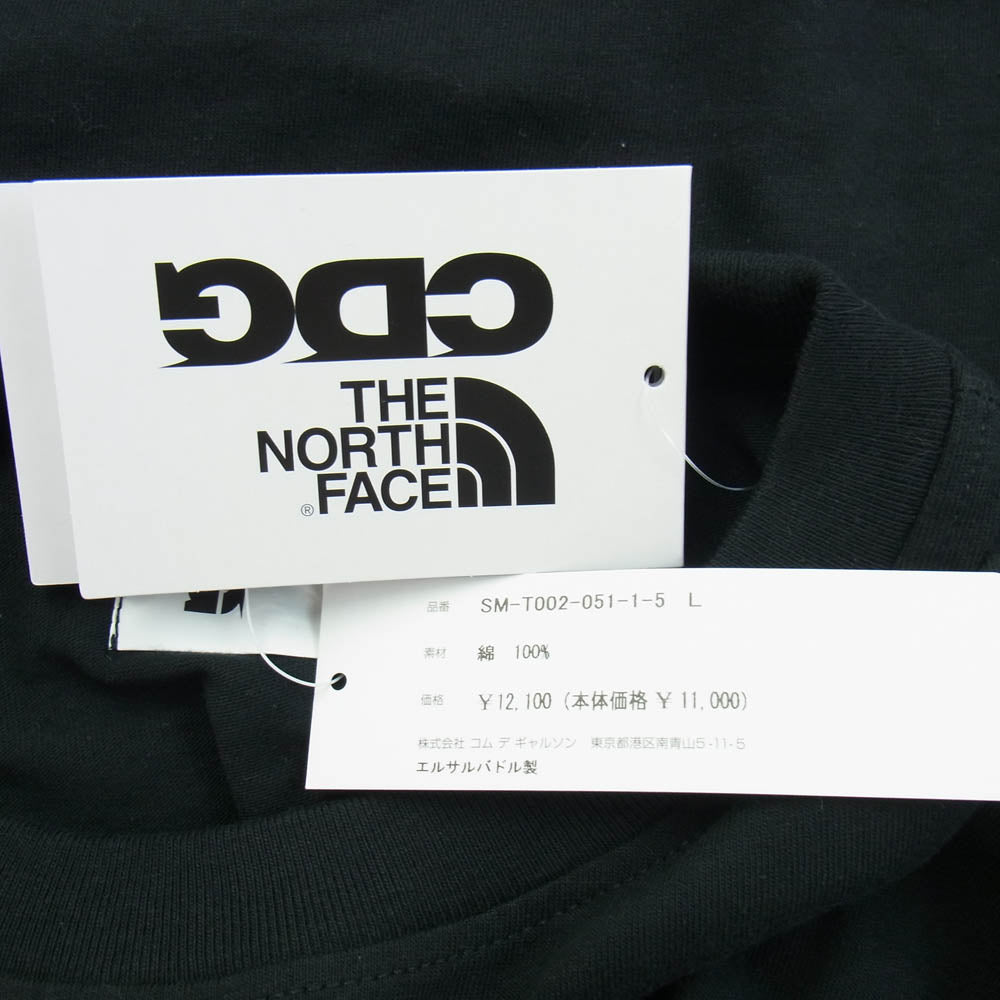 CDG
THE
NORTH
FACE
®
品番 SM-T002-051-1-5 L
素材 綿 100%
価格 ¥12,100 (本体価格 ¥ 11,000)
株式会社 コム デ ギャルソン 東京都港区南青山5-11-5
エルサルバドル製